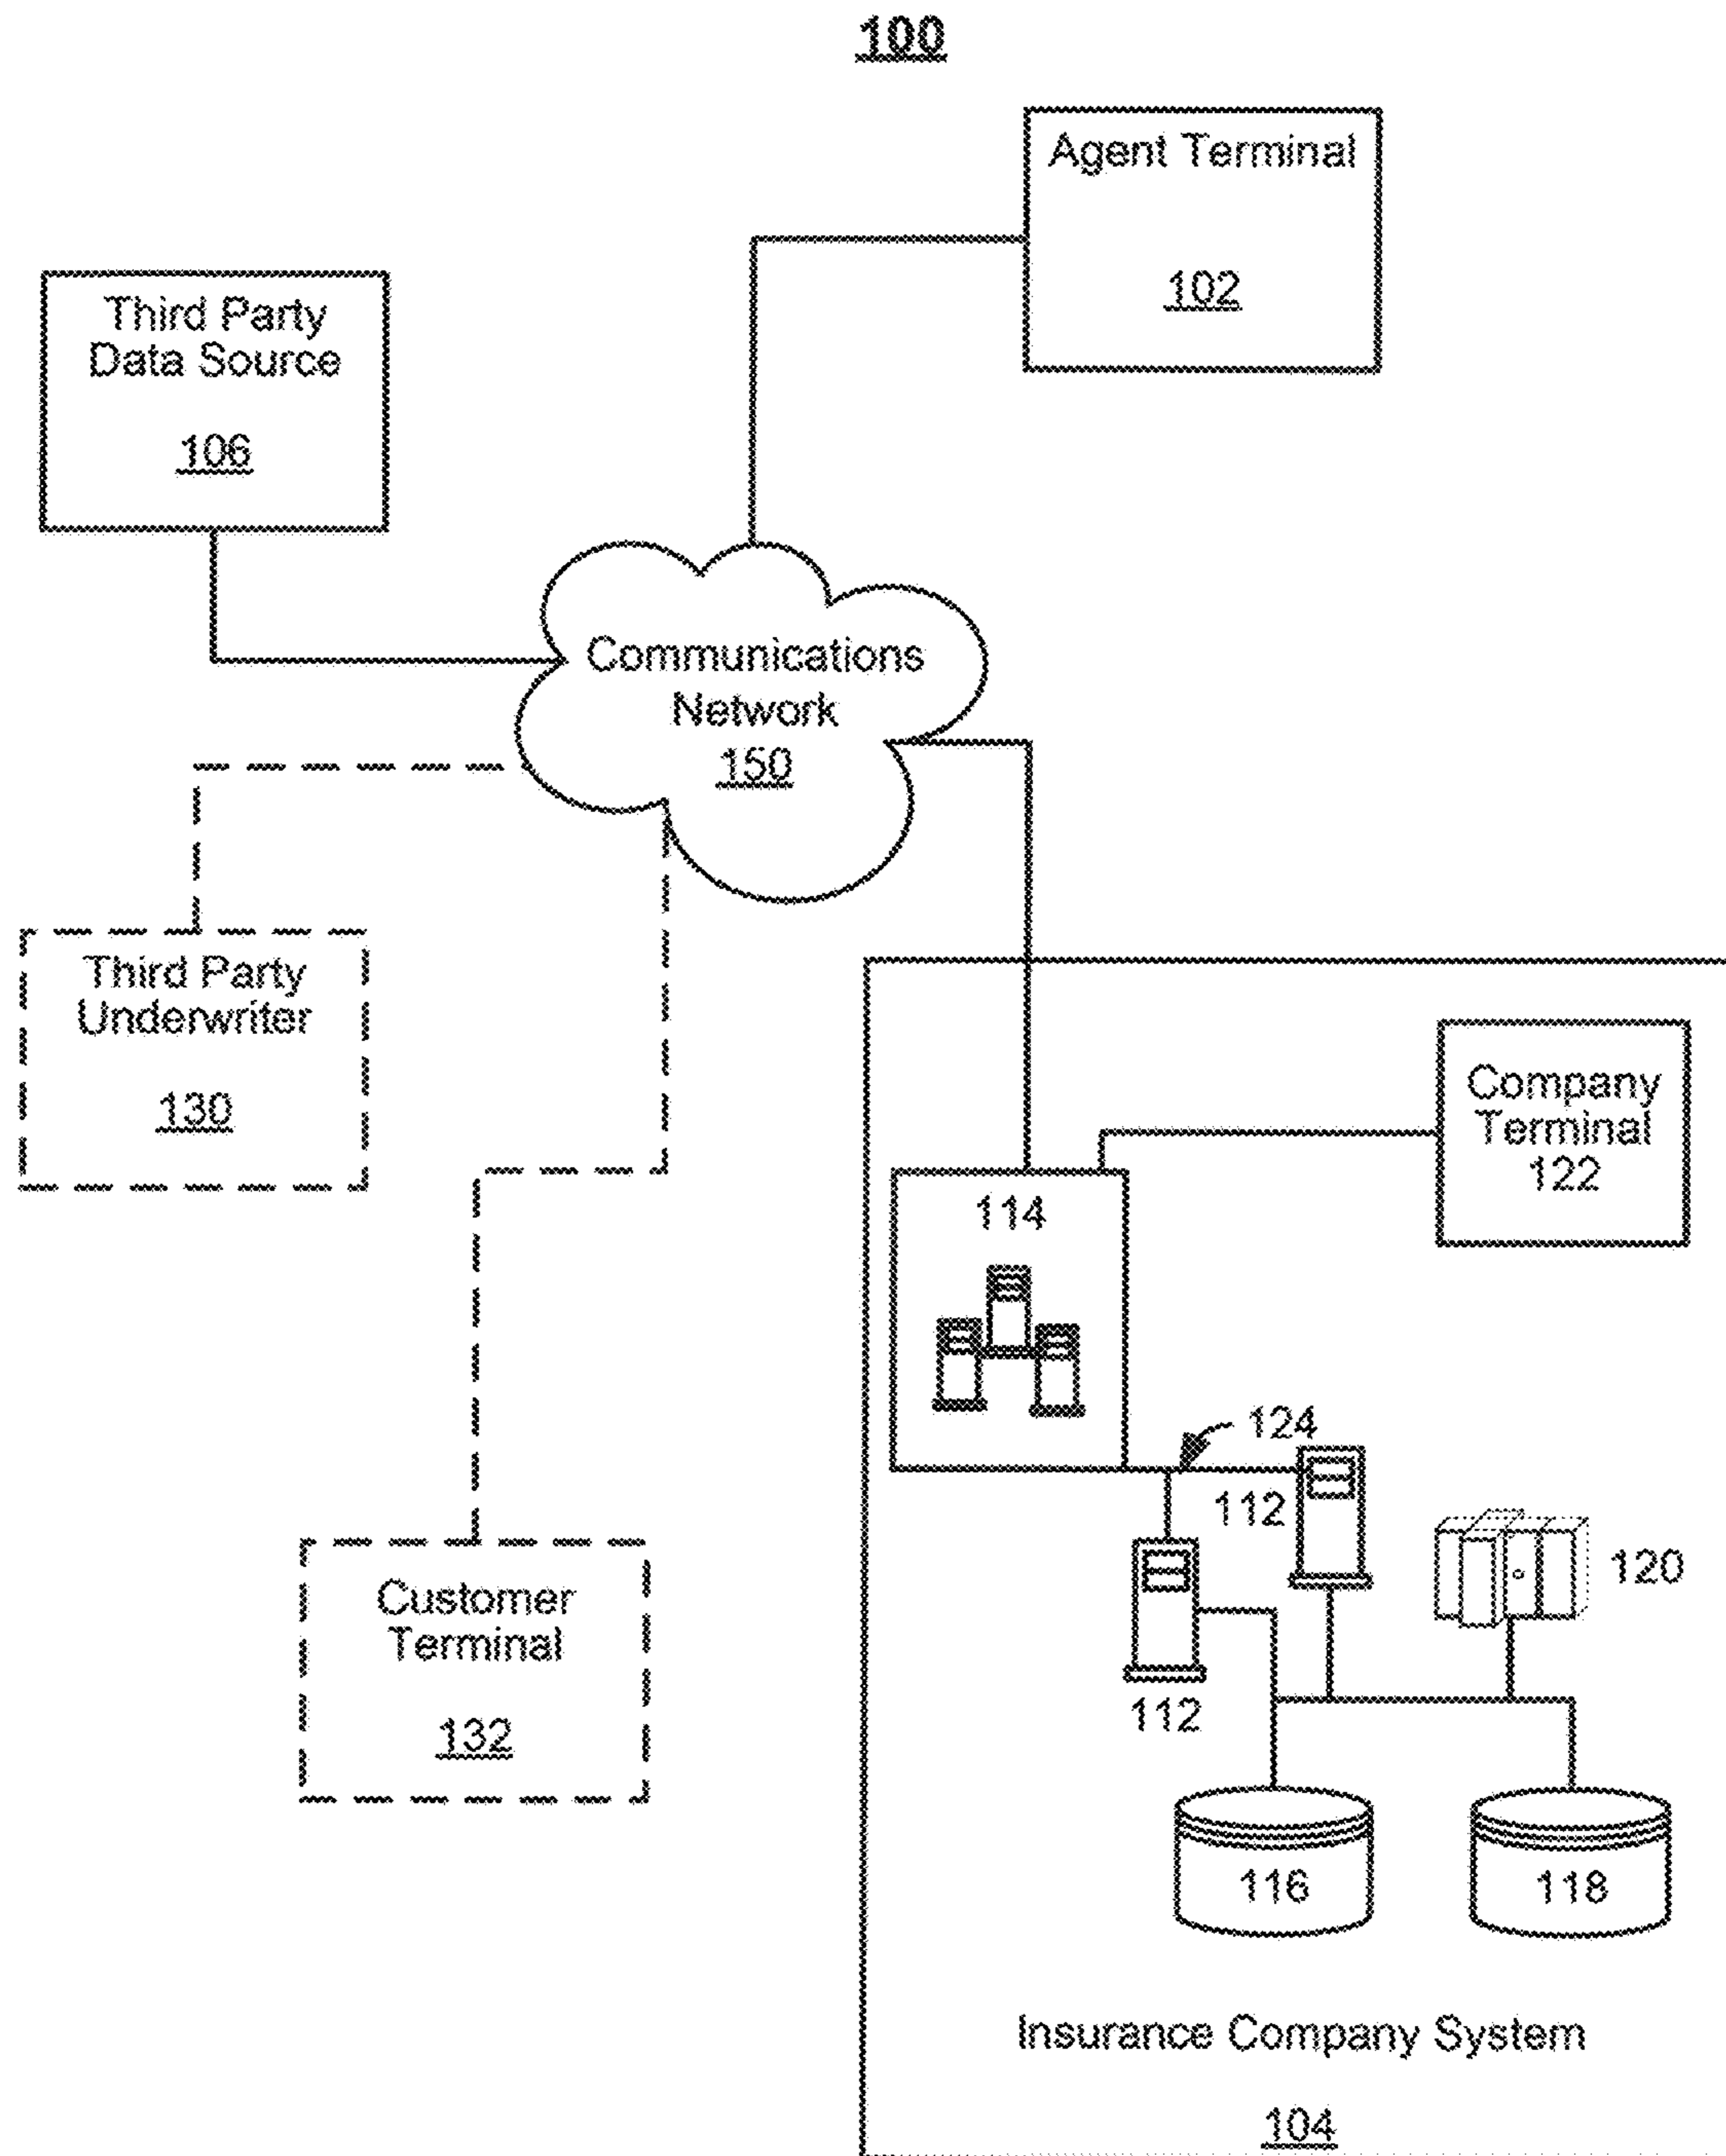 100
Agent Terminal
102
Third Party
Data Source
106
Communications
Network
150
Third Party
Underwriter
130
Company
Terminal
122
114
124
112
120
112
Customer
Terminal
132
116
118
Insurance Company System
104